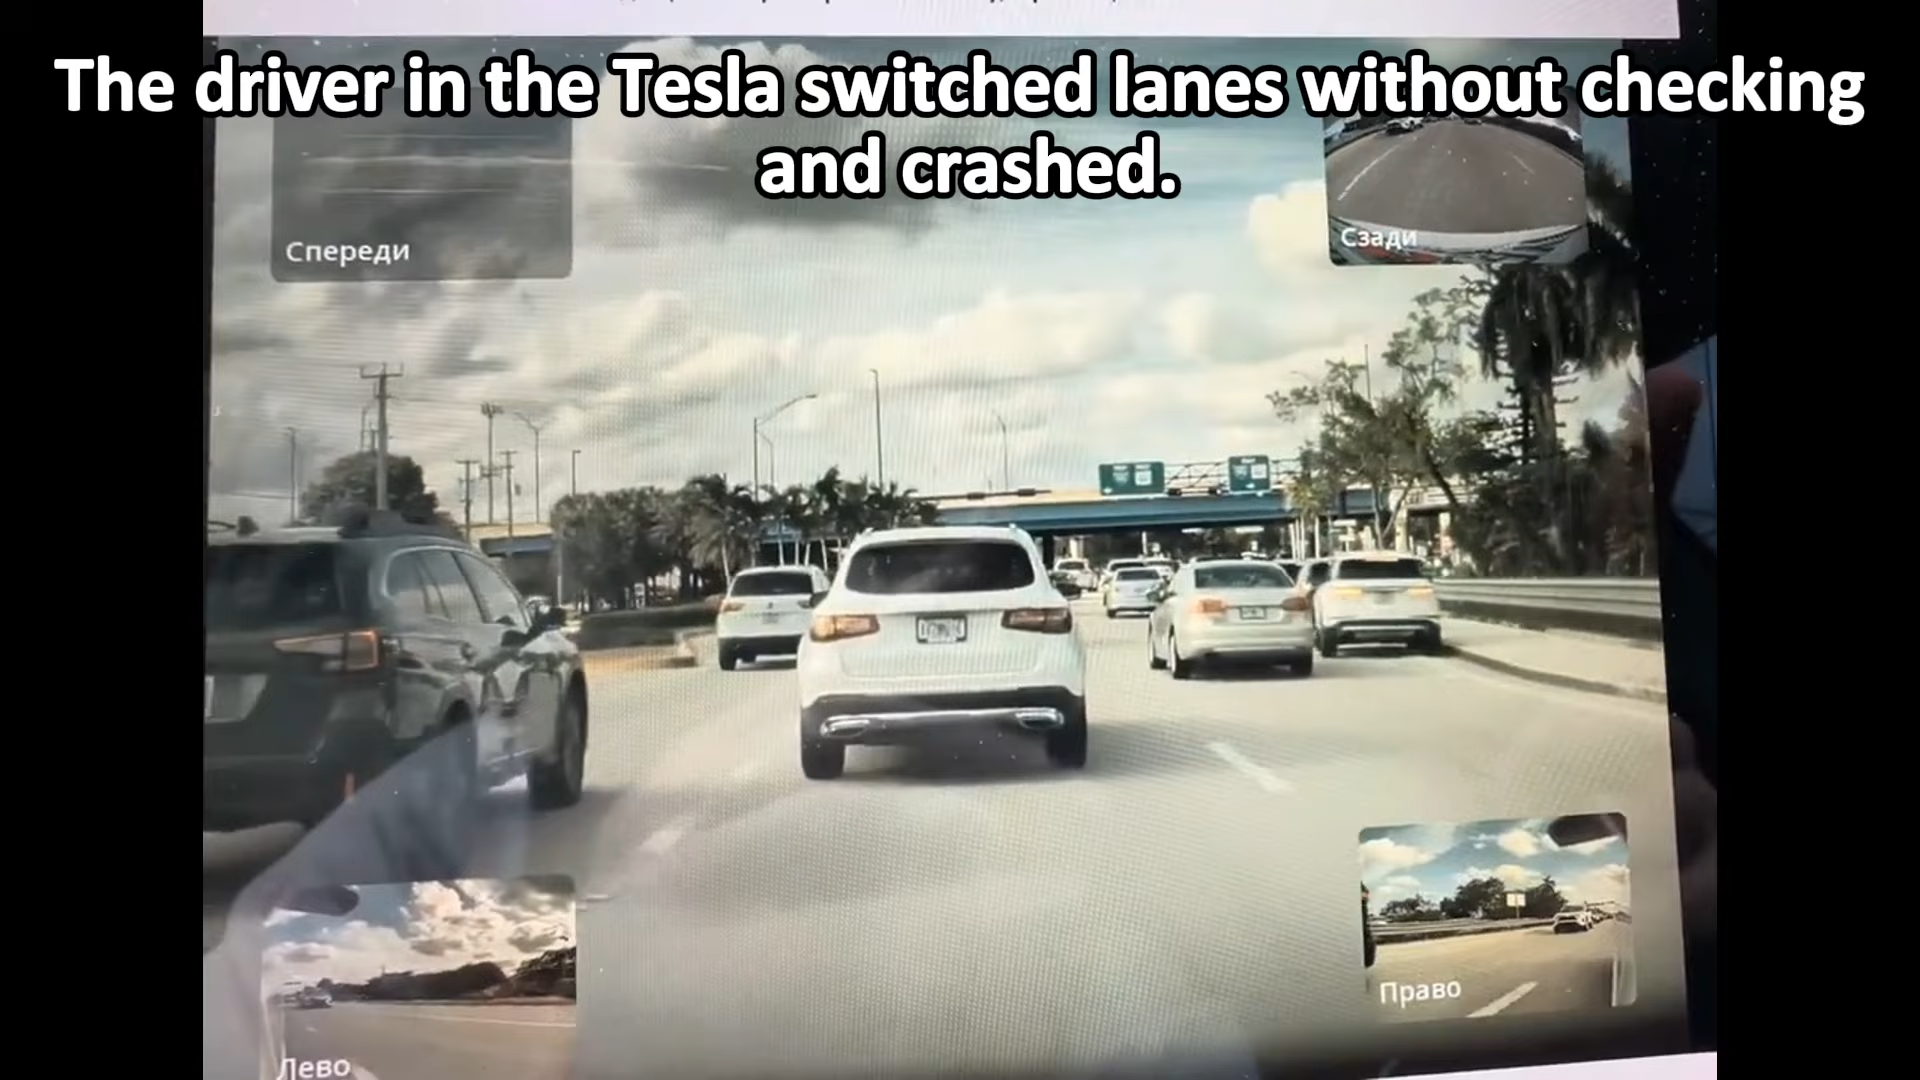 The driver in the Tesla switched lanes without checking
and crashed.
Спереди
Сзади
Право
Лево